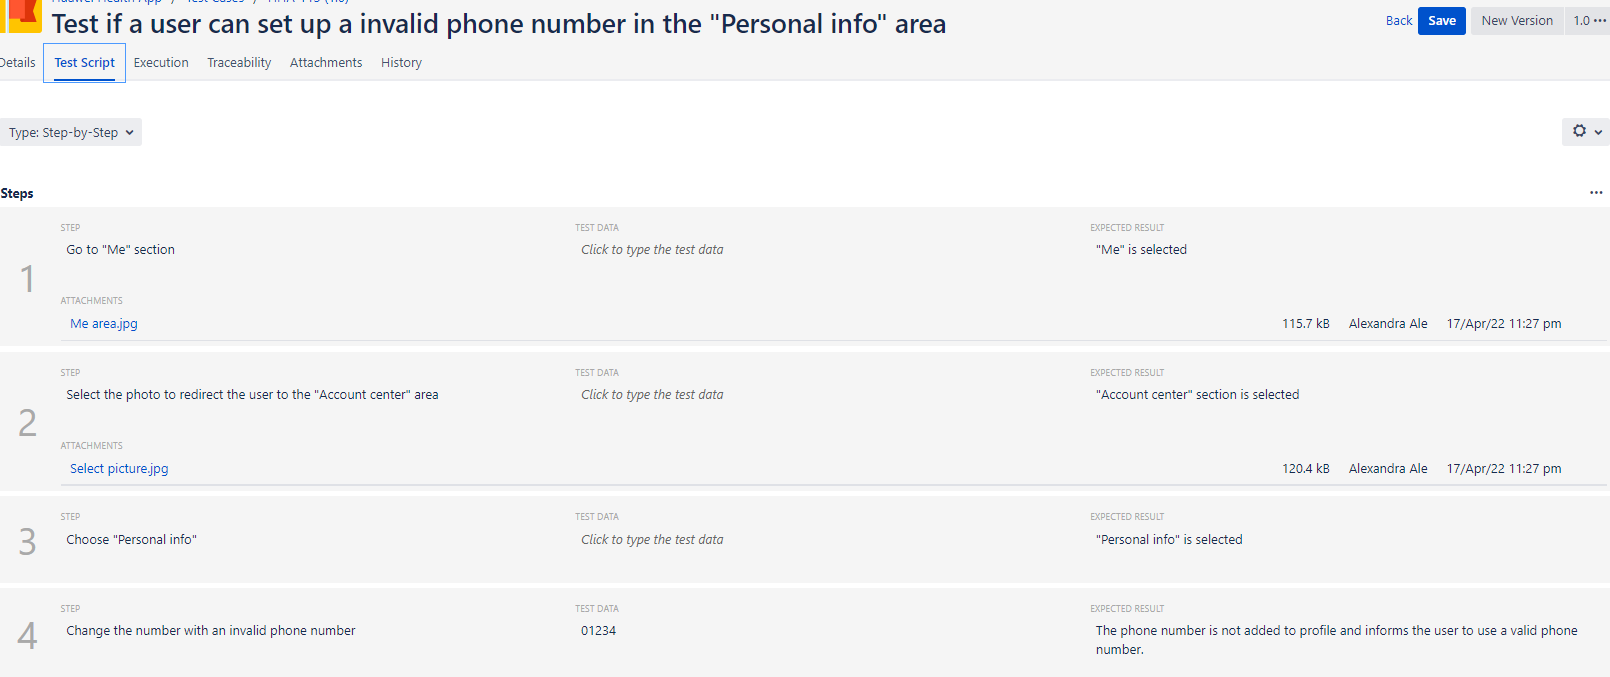 Huawei Health App / Test Cases /
Test if a user can set up a invalid phone number in the "Personal info" area
Back Save New Version 1.0 ···
Details Test Script Execution Traceability Attachments History
Type: Step-by-Step
Steps ···
STEP TEST DATA EXPECTED RESULT
1 Go to "Me" section Click to type the test data "Me" is selected
ATTACHMENTS
Me area.jpg 115.7 kB Alexandra Ale 17/Apr/22 11:27 pm
STEP TEST DATA EXPECTED RESULT
2 Select the photo to redirect the user to the "Account center" area Click to type the test data "Account center" section is selected
ATTACHMENTS
Select picture.jpg 120.4 kB Alexandra Ale 17/Apr/22 11:27 pm
STEP TEST DATA EXPECTED RESULT
3 Choose "Personal info" Click to type the test data "Personal info" is selected
STEP TEST DATA EXPECTED RESULT
4 Change the number with an invalid phone number 01234 The phone number is not added to profile and informs the user to use a valid phone
number.